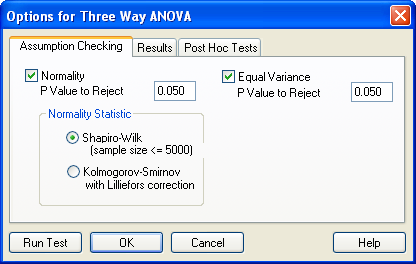 Options for Three Way ANOVA
Assumption Checking Results Post Hoc Tests
Normality
P Value to Reject 0.050
Equal Variance
P Value to Reject 0.050
Normality Statistic
Shapiro-Wilk
(sample size <= 5000)
Kolmogorov-Smirnov
with Lilliefors correction
Run Test OK Cancel Help